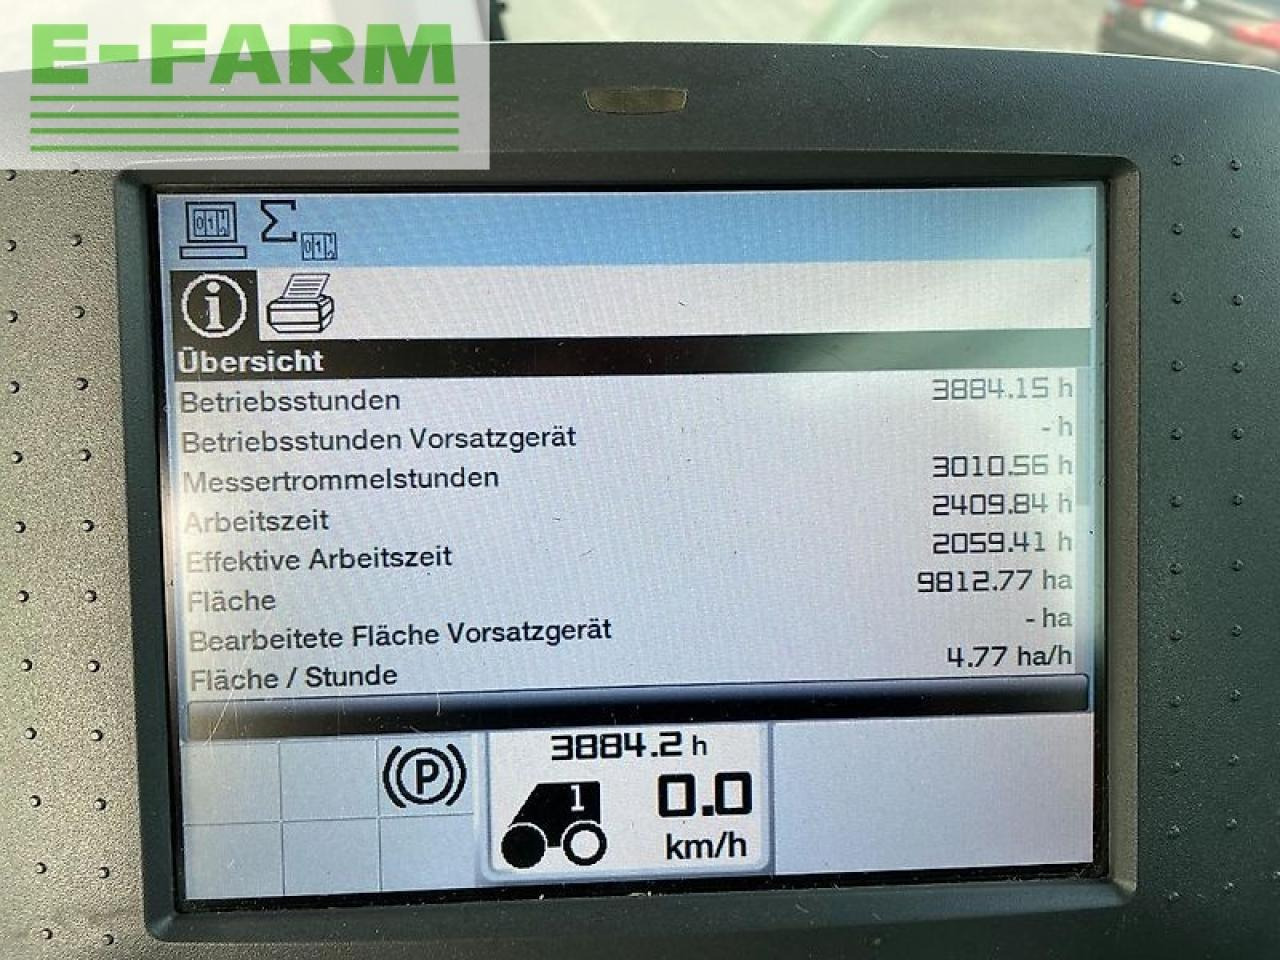 E-FARM
Übersicht
Betriebsstunden 3884.15 h
Betriebsstunden Vorsatzgerät - h
Messertrommelstunden 3010.56 h
Arbeitszeit 2409.84 h
Effektive Arbeitszeit 2059.41 h
Fläche 9812.77 ha
Bearbeitete Fläche Vorsatzgerät - ha
Fläche / Stunde 4.77 ha/h
P
3884.2 h
1
0.0
km/h